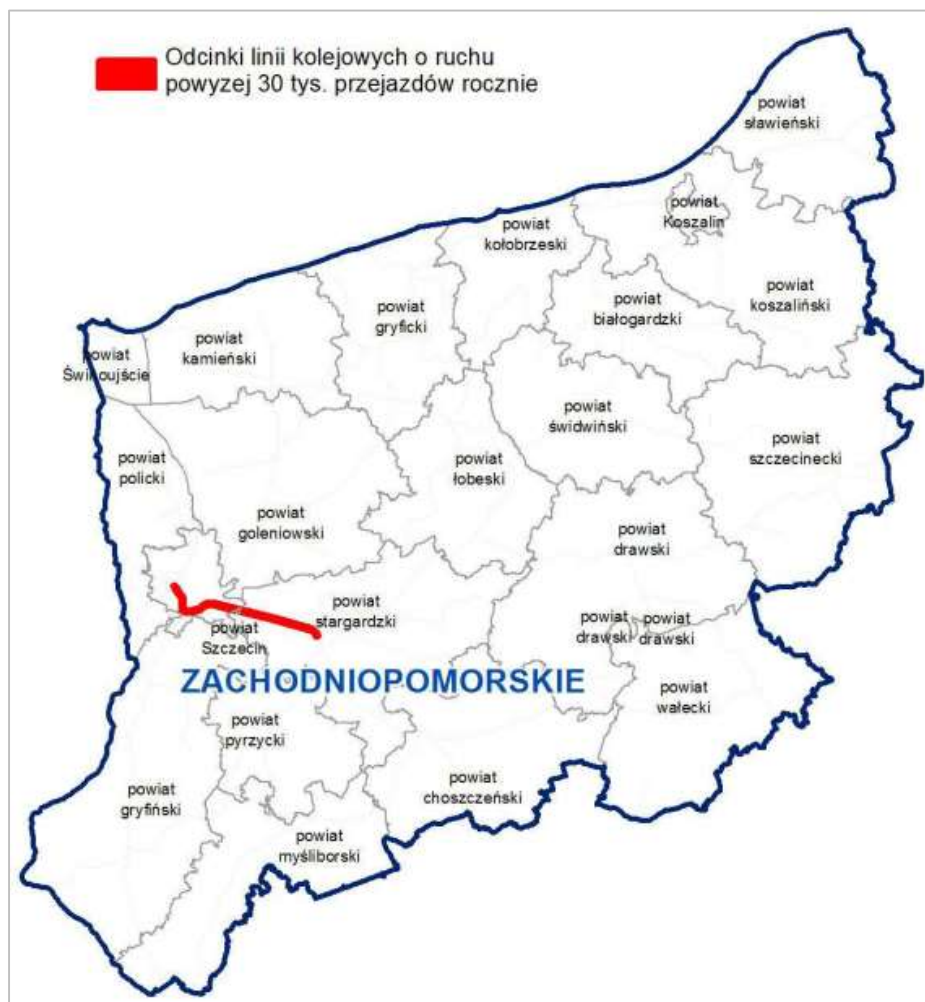 Odcinki linii kolejowych o ruchu
powyzej 30 tys. przejazdów rocznie
powiat
sławieński
powiat
Koszalin
powiat
kołobrzeski
powiat
koszaliński
powiat
białogardzki
powiat
gryficki
powiat
kamieński
powiat
Świnoujście
powiat
świdwiński
powiat
szczecinecki
powiat
policki
powiat
łobeski
powiat
goleniowski
powiat
drawski
powiat
stargardzki
powiat
drawski
powiat
drawski
powiat
Szczecin
ZACHODNIOPOMORSKIE
powiat
wałecki
powiat
pyrzycki
powiat
choszczeński
powiat
gryfiński
powiat
myśliborski